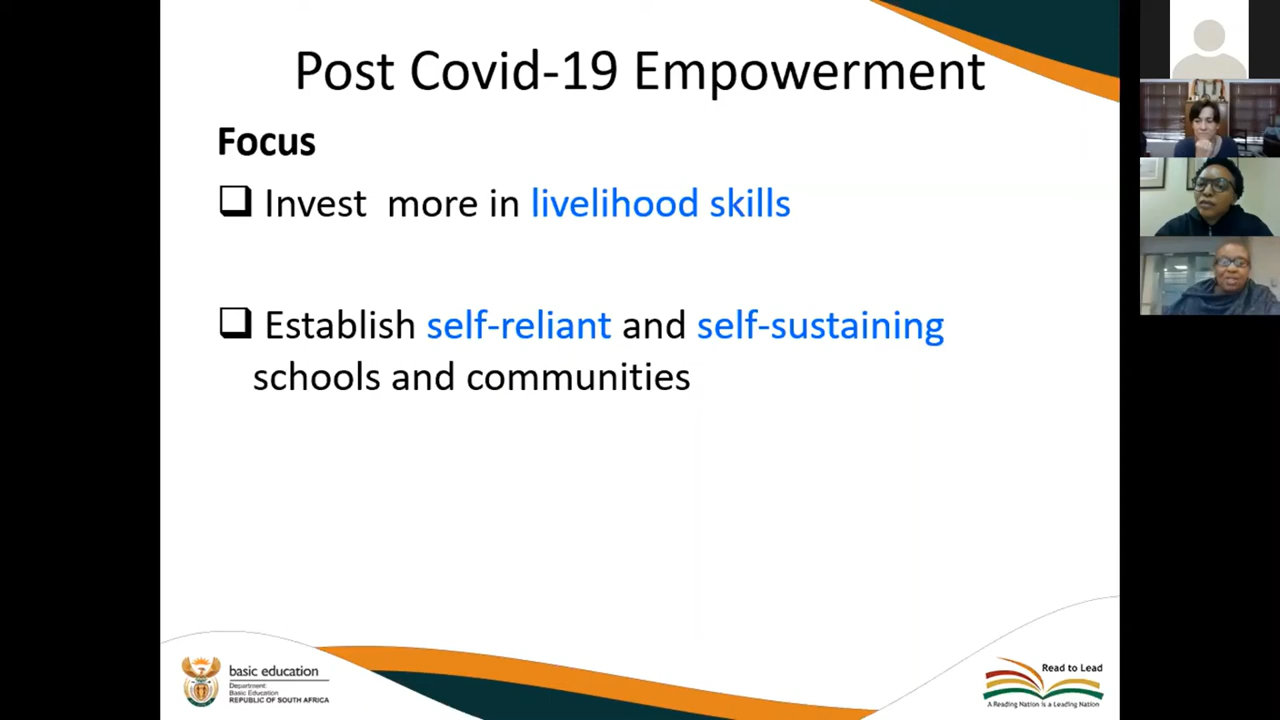 Post Covid-19 Empowerment
Focus
Invest more in livelihood skills
Establish self-reliant and self-sustaining
schools and communities
basic education
Department:
Basic Education
REPUBLIC OF SOUTH AFRICA
Read to Lead
A Reading Nation is a Leading Nation